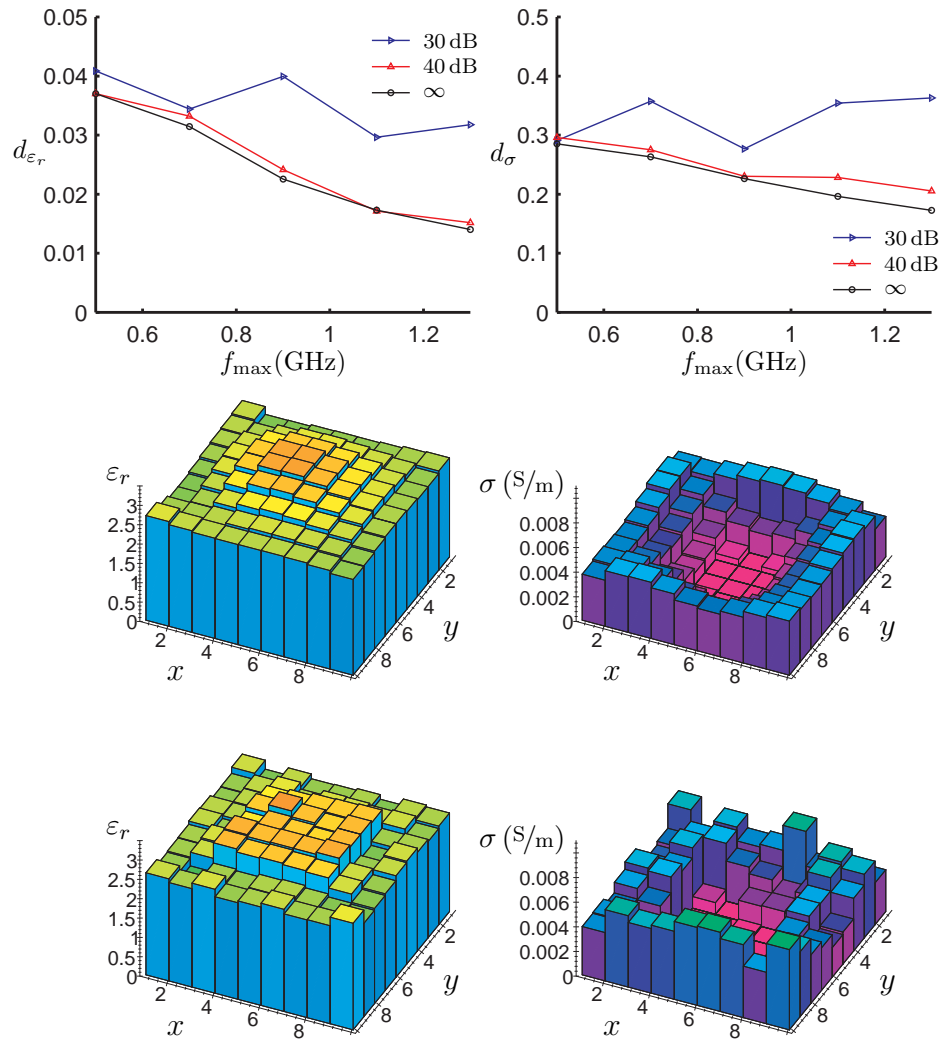 0.05
0.04
0.03
0.02
0.01
0
d_{ε_r}
0.6 0.8 1 1.2
f_max(GHz)
30 dB
40 dB
∞
0.5
0.4
0.3
0.2
0.1
0
d_σ
0.6 0.8 1 1.2
f_max(GHz)
30 dB
40 dB
∞
ε_r
3
2.5
2
1.5
1
0.5
0
2 4 6 8
x
8 6 4 2
y
σ (S/m)
0.008
0.006
0.004
0.002
0
2 4 6 8
x
8 6 4 2
y
ε_r
3
2.5
2
1.5
1
0.5
0
2 4 6 8
x
8 6 4 2
y
σ (S/m)
0.008
0.006
0.004
0.002
0
2 4 6 8
x
8 6 4 2
y